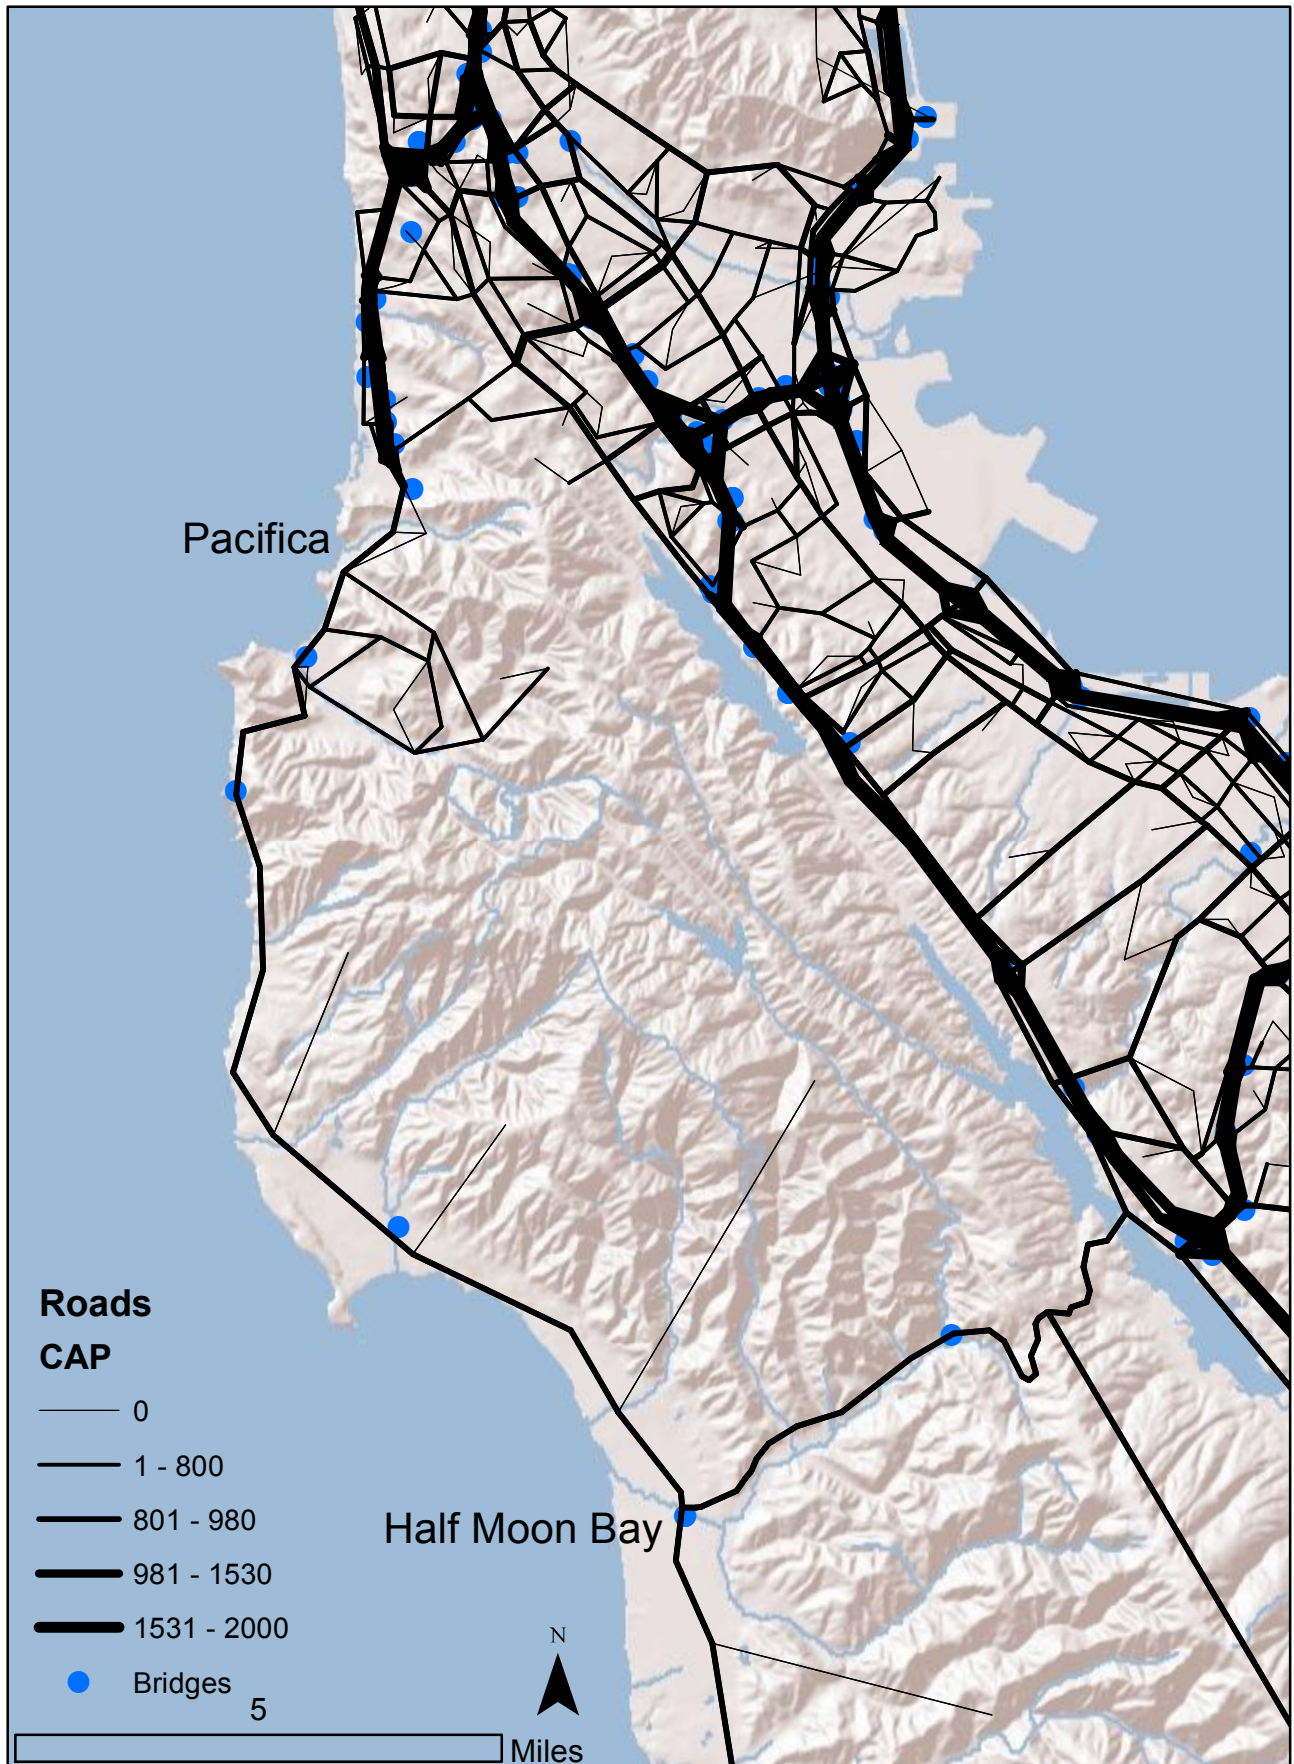 Pacifica
Roads
CAP
0
1 - 800
801 - 980
Half Moon Bay
981 - 1530
1531 - 2000
N
Bridges
5
Miles